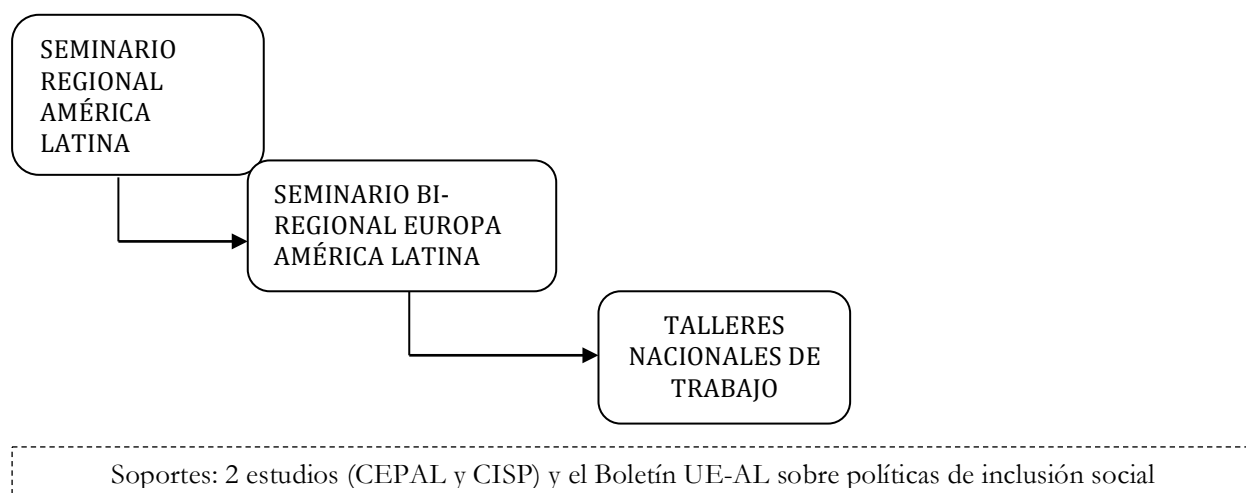 SEMINARIO
REGIONAL
AMÉRICA
LATINA
SEMINARIO BI-
REGIONAL EUROPA
AMÉRICA LATINA
TALLERES
NACIONALES DE
TRABAJO
Soportes: 2 estudios (CEPAL y CISP) y el Boletín UE-AL sobre políticas de inclusión social